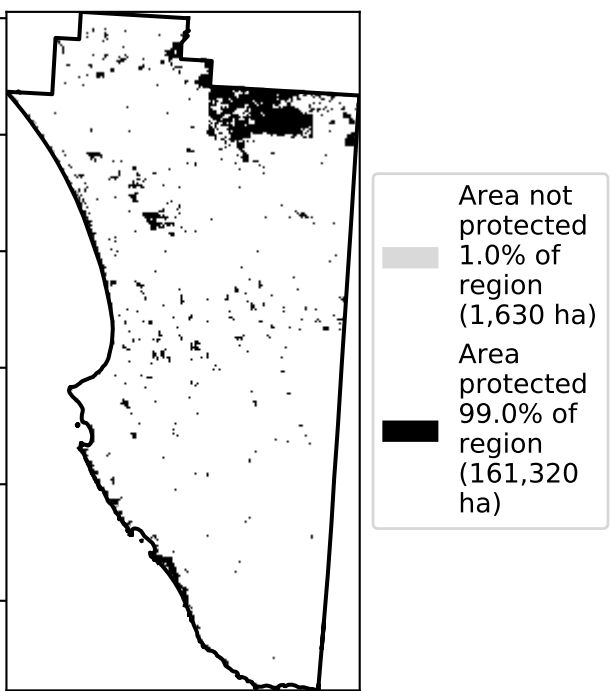 Area not
protected
1.0% of
region
(1,630 ha)
Area
protected
99.0% of
region
(161,320
ha)